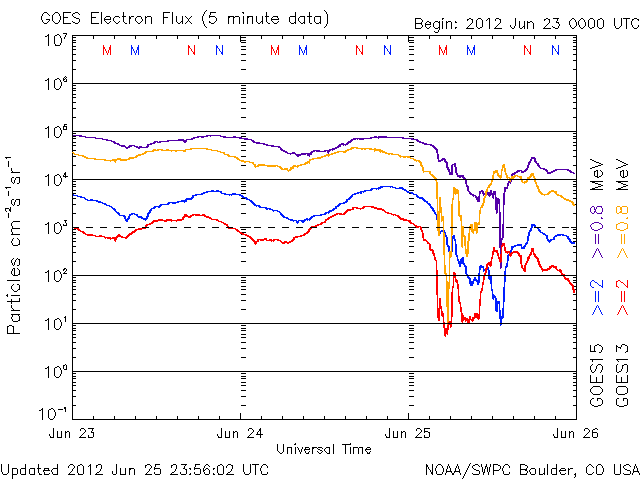 GOES Electron Flux (5 minute data)
Begin: 2012 Jun 23 0000 UTC
M M N N M M N N M M N N
10⁷
10⁶
10⁵
10⁴
10³
10²
10¹
10⁰
10⁻¹
Particles cm⁻²s⁻¹sr⁻¹
Jun 23 Jun 24 Jun 25 Jun 26
Universal Time
GOES15 >=2 >=0.8 MeV
GOES13 >=2 >=0.8 MeV
Updated 2012 Jun 25 23:56:02 UTC
NOAA/SWPC Boulder, CO USA